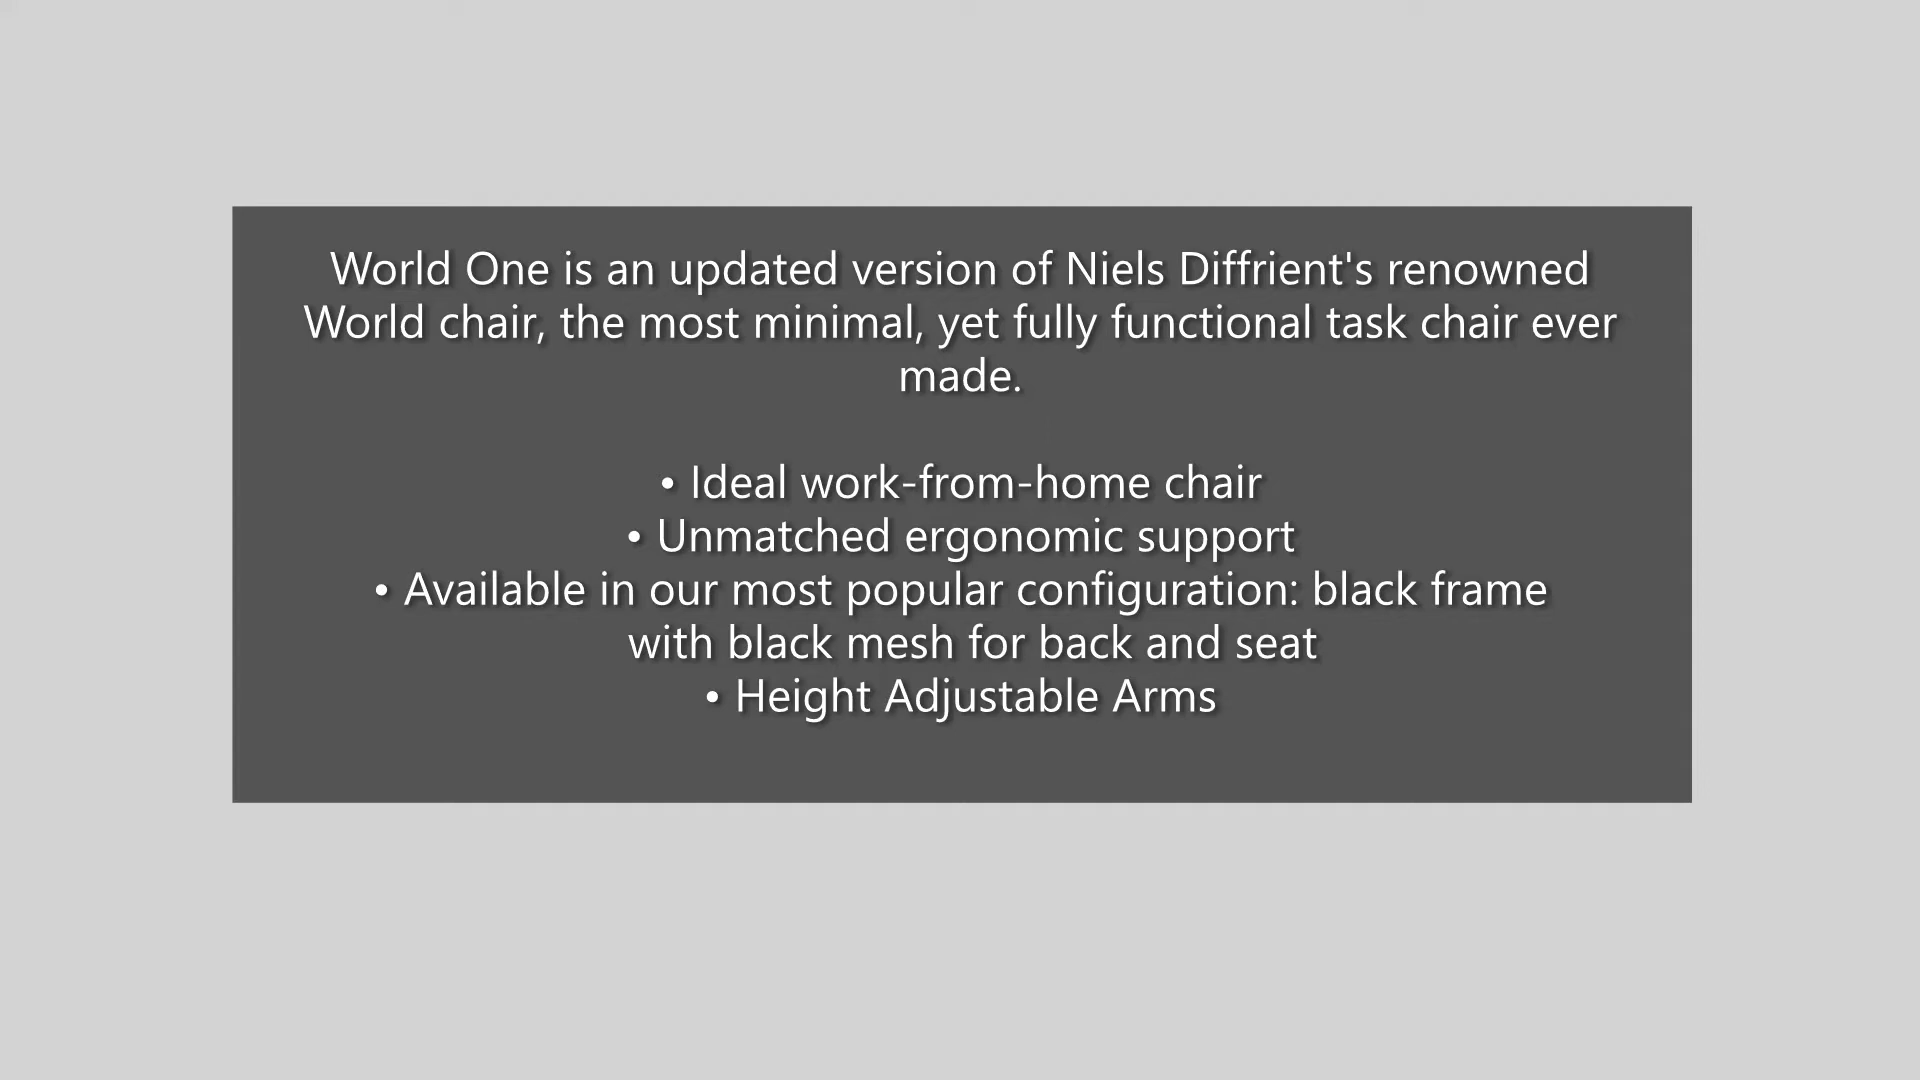 World One is an updated version of Niels Diffrient's renowned
World chair, the most minimal, yet fully functional task chair ever
made.
• Ideal work-from-home chair
• Unmatched ergonomic support
• Available in our most popular configuration: black frame
with black mesh for back and seat
• Height Adjustable Arms